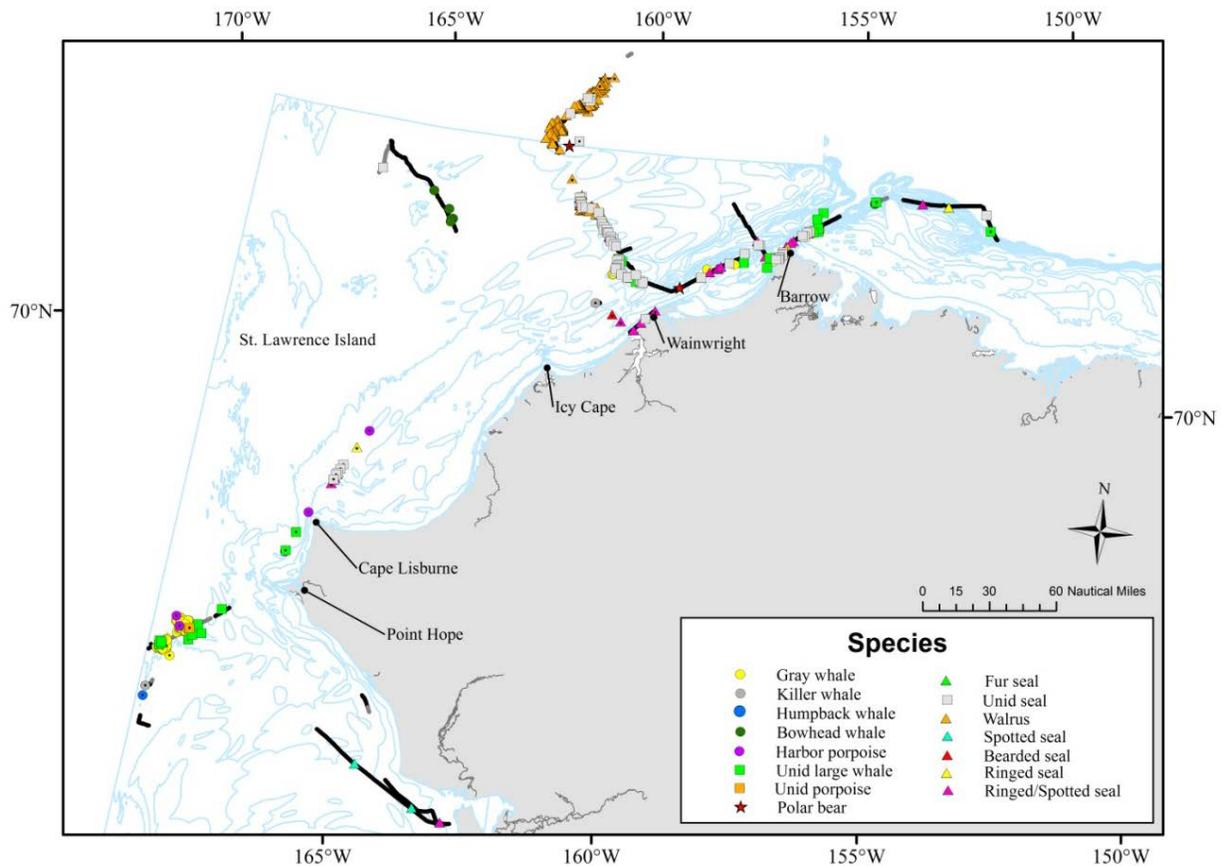 170°W 165°W 160°W 155°W 150°W
70°N
St. Lawrence Island
Barrow
Wainwright
Icy Cape
70°N
Cape Lisburne
Point Hope
N
0 15 30 60 Nautical Miles
Species
Gray whale
Killer whale
Humpback whale
Bowhead whale
Harbor porpoise
Unid large whale
Unid porpoise
Polar bear
Fur seal
Unid seal
Walrus
Spotted seal
Bearded seal
Ringed seal
Ringed/Spotted seal
165°W 160°W 155°W 150°W